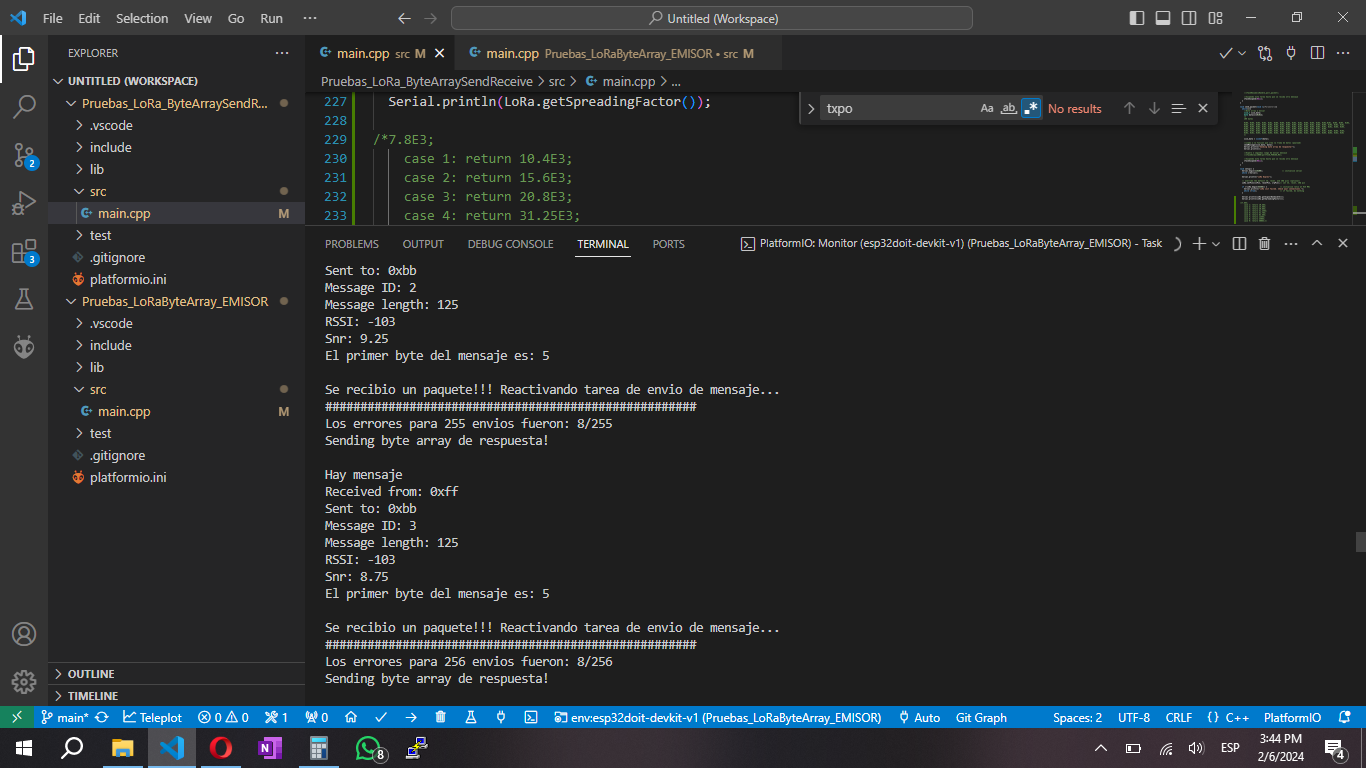 File Edit Selection View Go Run ··· Untitled (Workspace)
EXPLORER ···
UNTITLED (WORKSPACE)
Pruebas_LoRa_ByteArraySendR...
.vscode
include
lib
src
main.cpp M
test
.gitignore
platformio.ini
Pruebas_LoRaByteArray_EMISOR
.vscode
include
lib
src
main.cpp M
test
.gitignore
platformio.ini
OUTLINE
TIMELINE
2
3
main.cpp src M main.cpp Pruebas_LoRaByteArray_EMISOR • src M
Pruebas_LoRa_ByteArraySendReceive > src > main.cpp > ...
txpo Aa ab No results
227 Serial.println(LoRa.getSpreadingFactor());
228
229 /*7.8E3;
230 case 1: return 10.4E3;
231 case 2: return 15.6E3;
232 case 3: return 20.8E3;
233 case 4: return 31.25E3;
PROBLEMS OUTPUT DEBUG CONSOLE TERMINAL PORTS PlatformIO: Monitor (esp32doit-devkit-v1) (Pruebas_LoRaByteArray_EMISOR) - Task
Sent to: 0xbb
Message ID: 2
Message length: 125
RSSI: -103
Snr: 9.25
El primer byte del mensaje es: 5
Se recibio un paquete!!! Reactivando tarea de envio de mensaje...
#####################################################
Los errores para 255 envios fueron: 8/255
Sending byte array de respuesta!
Hay mensaje
Received from: 0xff
Sent to: 0xbb
Message ID: 3
Message length: 125
RSSI: -103
Snr: 8.75
El primer byte del mensaje es: 5
Se recibio un paquete!!! Reactivando tarea de envio de mensaje...
#####################################################
Los errores para 256 envios fueron: 8/256
Sending byte array de respuesta!
main* Teleplot 0 0 1 0 env:esp32doit-devkit-v1 (Pruebas_LoRaByteArray_EMISOR) Auto Git Graph Spaces: 2 UTF-8 CRLF {} C++ PlatformIO
8 ESP 3:44 PM
2/6/2024 4